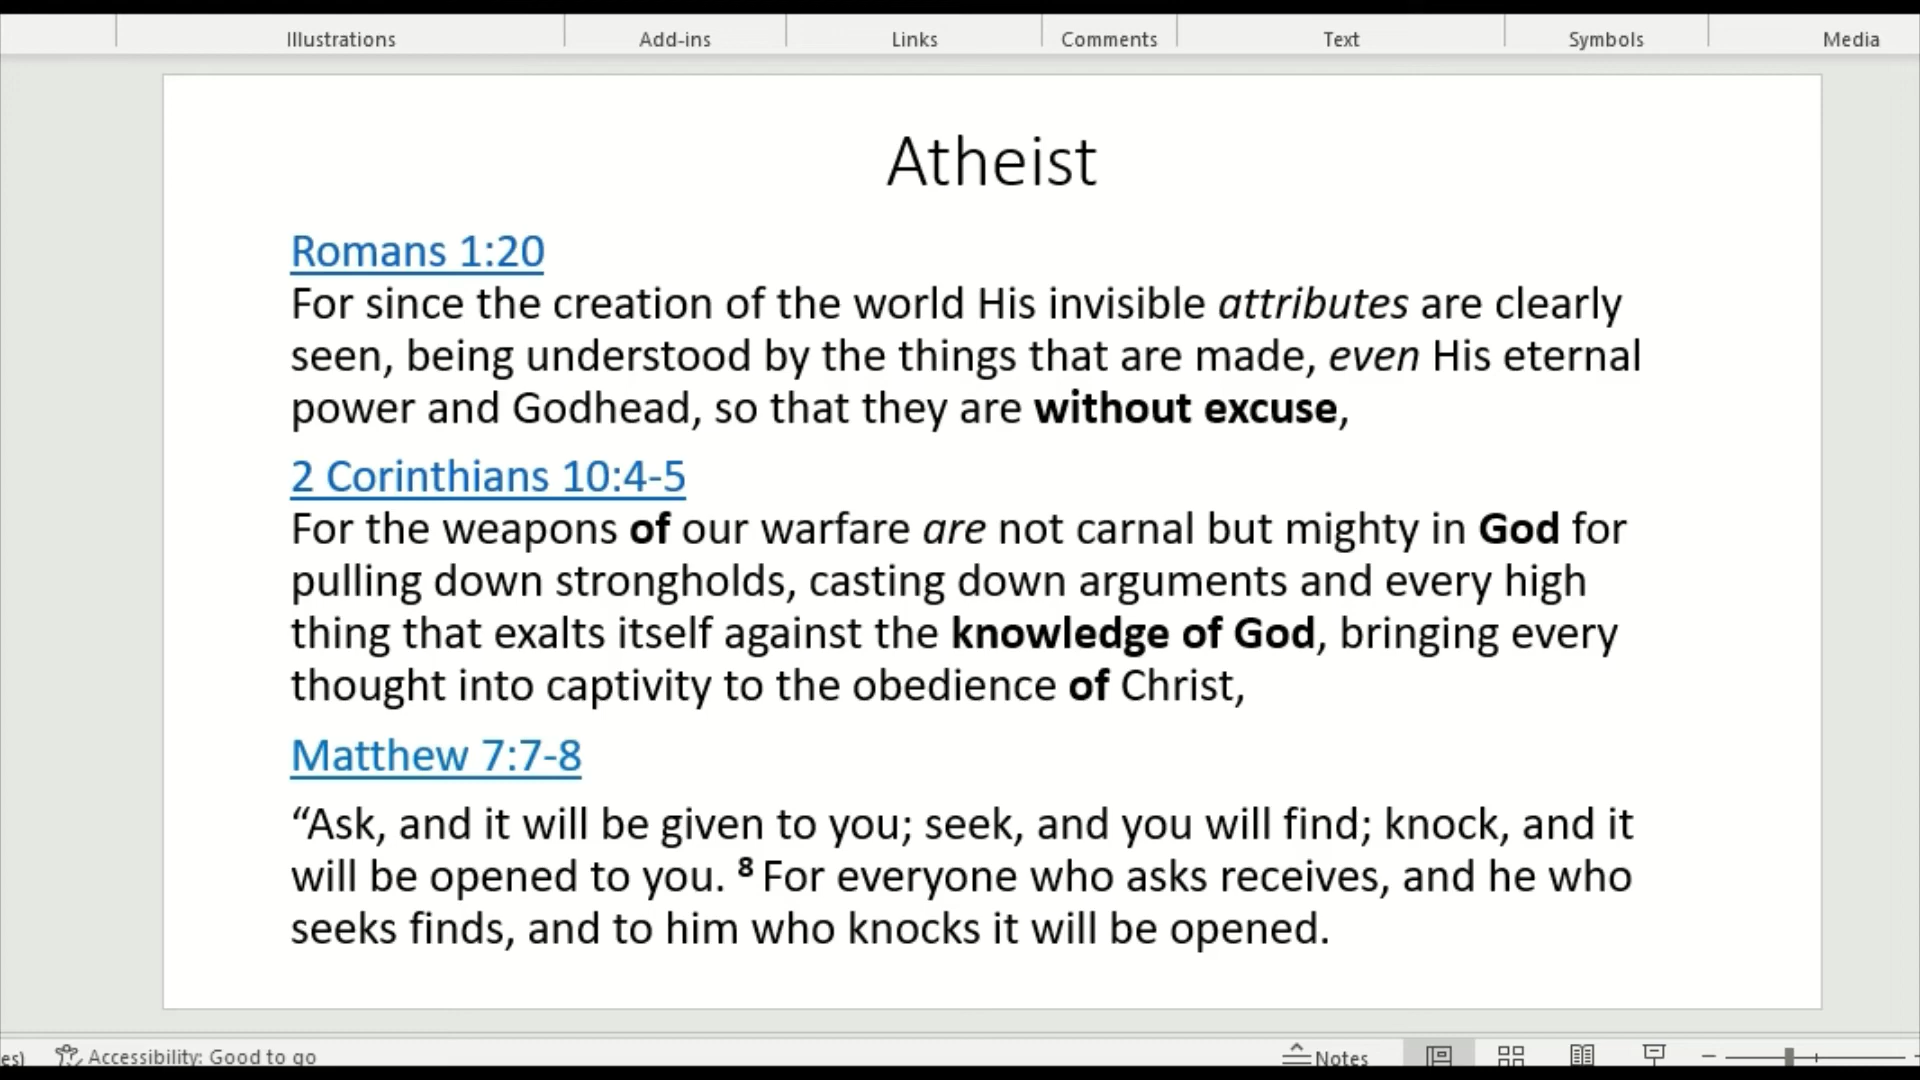 Illustrations Add-ins Links Comments Text Symbols Media
Atheist
Romans 1:20
For since the creation of the world His invisible attributes are clearly
seen, being understood by the things that are made, even His eternal
power and Godhead, so that they are without excuse,
2 Corinthians 10:4-5
For the weapons of our warfare are not carnal but mighty in God for
pulling down strongholds, casting down arguments and every high
thing that exalts itself against the knowledge of God, bringing every
thought into captivity to the obedience of Christ,
Matthew 7:7-8
“Ask, and it will be given to you; seek, and you will find; knock, and it
will be opened to you. 8 For everyone who asks receives, and he who
seeks finds, and to him who knocks it will be opened.
es) Accessibility: Good to go Notes